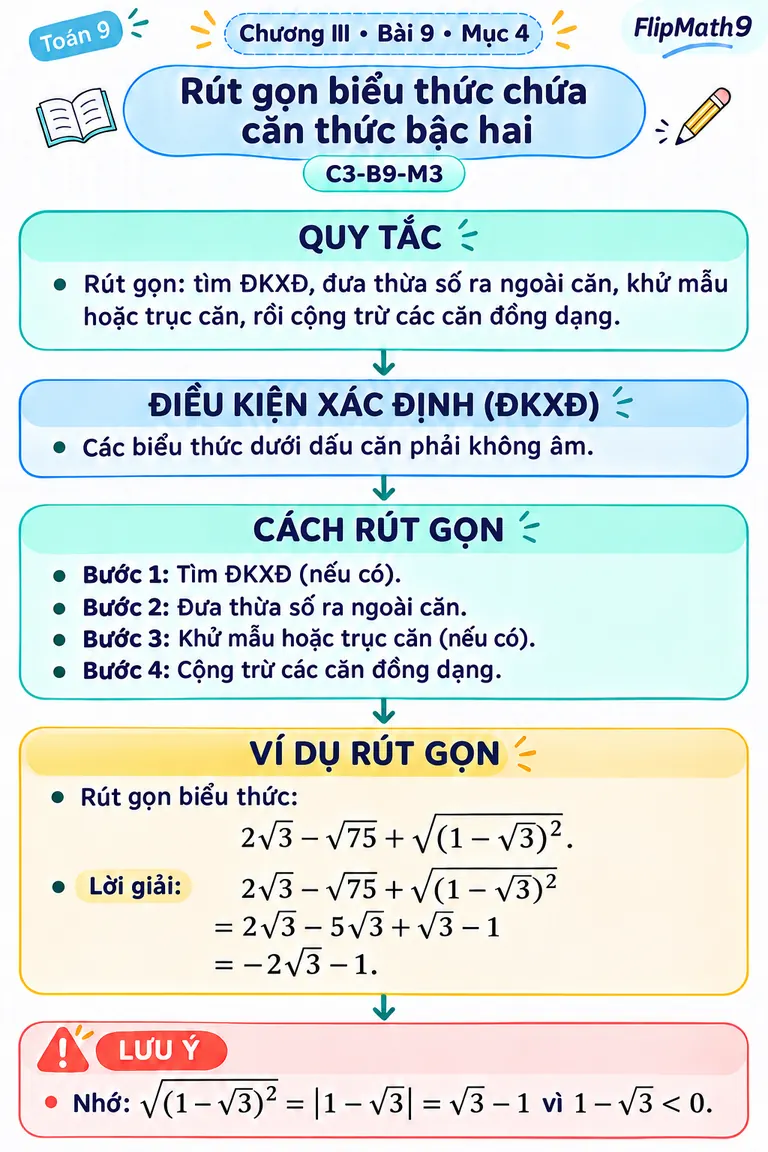 Toán 9
Chương III • Bài 9 • Mục 4
FlipMath9
Rút gọn biểu thức chứa
căn thức bậc hai
C3-B9-M3
QUY TẮC
• Rút gọn: tìm ĐKXĐ, đưa thừa số ra ngoài căn, khử mẫu
hoặc trục căn, rồi cộng trừ các căn đồng dạng.
ĐIỀU KIỆN XÁC ĐỊNH (ĐKXĐ)
• Các biểu thức dưới dấu căn phải không âm.
CÁCH RÚT GỌN
• Bước 1: Tìm ĐKXĐ (nếu có).
• Bước 2: Đưa thừa số ra ngoài căn.
• Bước 3: Khử mẫu hoặc trục căn (nếu có).
• Bước 4: Cộng trừ các căn đồng dạng.
VÍ DỤ RÚT GỌN
• Rút gọn biểu thức:
2√3 − √75 + √((1 − √3)²).
• Lời giải: 2√3 − √75 + √((1 − √3)²)
= 2√3 − 5√3 + √3 − 1
= −2√3 − 1.
LƯU Ý
• Nhớ: √((1 − √3)²) = |1 − √3| = √3 − 1 vì 1 − √3 < 0.